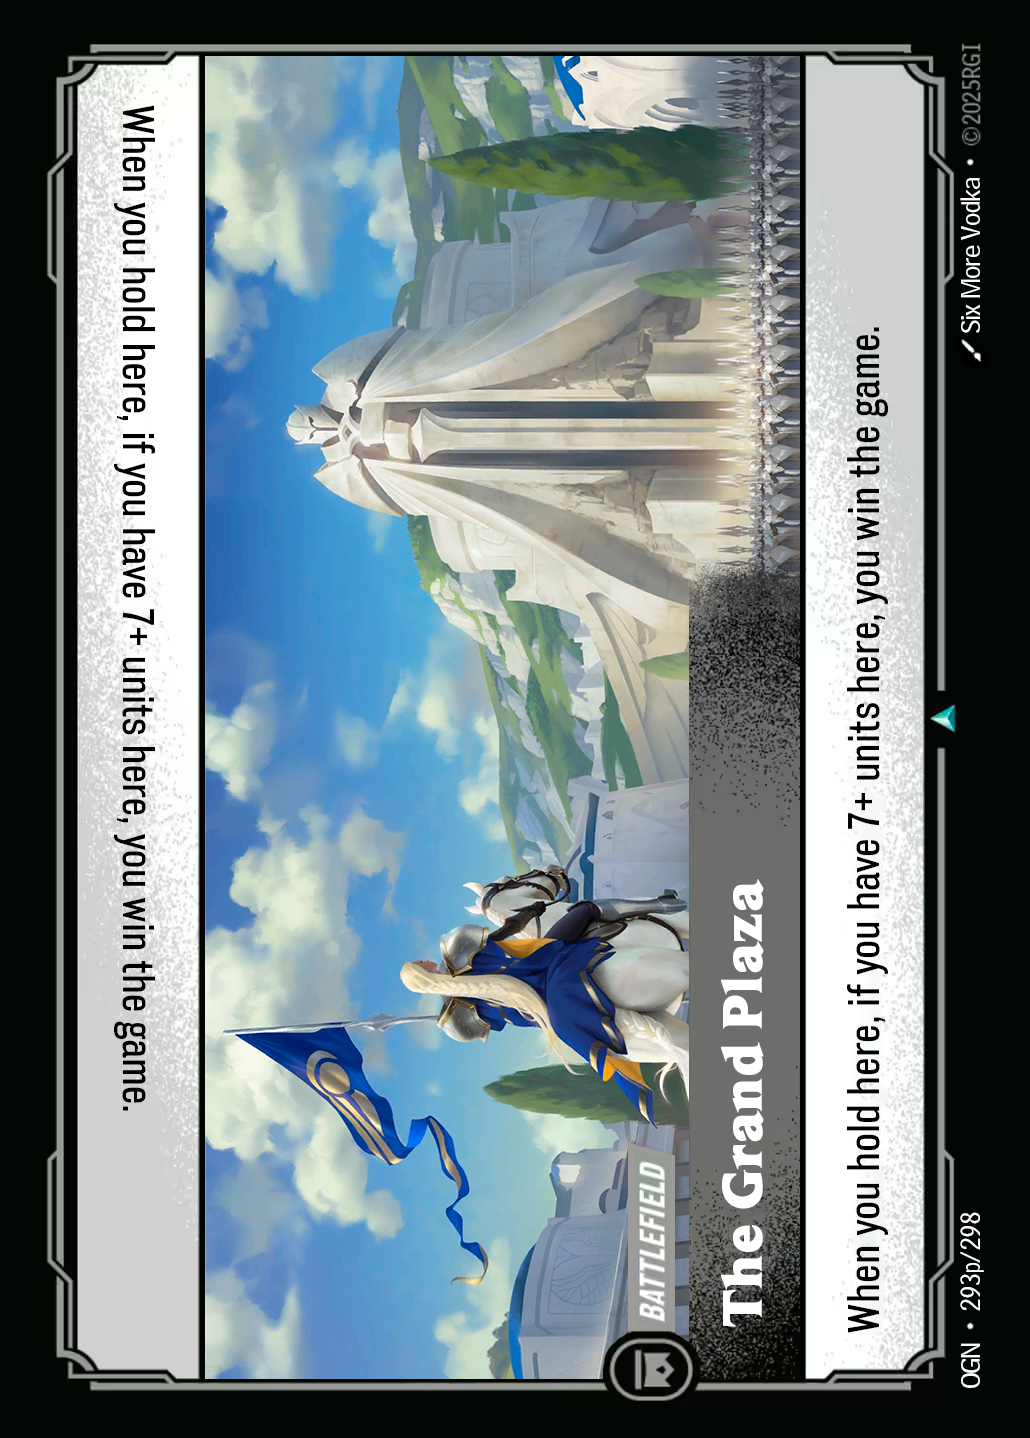 When you hold here, if you have 7+ units here, you win the game.
BATTLEFIELD
The Grand Plaza
When you hold here, if you have 7+ units here, you win the game.
OGN • 293p/298
Six More Vodka • ©2025RGI